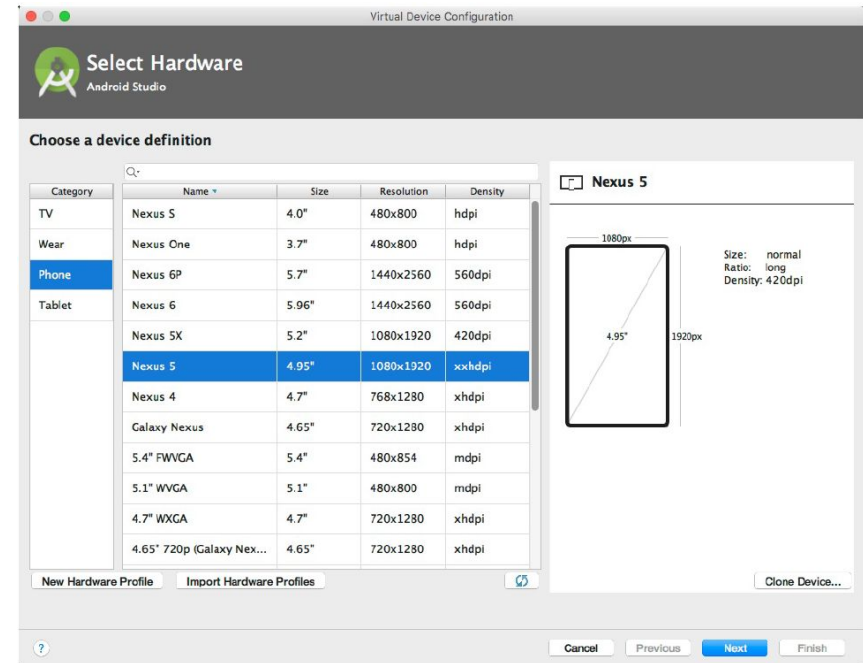 Virtual Device Configuration
Select Hardware
Android Studio
Choose a device definition
Category Name Size Resolution Density
TV
Wear
Phone
Tablet
Nexus S 4.0" 480x800 hdpi
Nexus One 3.7" 480x800 hdpi
Nexus 6P 5.7" 1440x2560 560dpi
Nexus 6 5.96" 1440x2560 560dpi
Nexus 5X 5.2" 1080x1920 420dpi
Nexus 5 4.95" 1080x1920 xxhdpi
Nexus 4 4.7" 768x1280 xhdpi
Galaxy Nexus 4.65" 720x1280 xhdpi
5.4" FWVGA 5.4" 480x854 mdpi
5.1" WVGA 5.1" 480x800 mdpi
4.7" WXGA 4.7" 720x1280 xhdpi
4.65" 720p (Galaxy Nex... 4.65" 720x1280 xhdpi
New Hardware Profile Import Hardware Profiles
Nexus 5
1080px
Size: normal
Ratio: long
Density: 420dpi
4.95" 1920px
Clone Device...
? Cancel Previous Next Finish